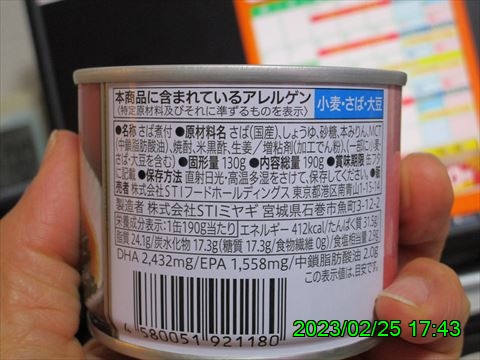 本商品に含まれているアレルゲン
(特定原材料及びそれに準ずるものを表示)
小麦・さば・大豆
●名称 さば煮付 ●原材料名 さば(国産)、しょうゆ、砂糖、本みりん、MCT
(中鎖脂肪酸油)、焼酎、米黒酢、生姜／増粘剤(加工でん粉)、(一部に小麦・
さば・大豆を含む) ●固形量 130g ●内容総量 190g ●賞味期限 缶フタ
に記載 ●保存方法 直射日光・高温多湿をさけて、保存してください。 ●販
売者 株式会社STIフードホールディングス 東京都港区南青山1-15-14
製造者 株式会社STIミヤギ 宮城県石巻市魚町3-12-2
栄養成分表示:1缶190g当たり エネルギー 412kcal/たんぱく質 31.5g
脂質 24.1g/炭水化物 17.3g(糖質 17.3g/食物繊維 0g)/食塩相当量 2.6g
DHA 2,432mg/EPA 1,558mg/中鎖脂肪酸油 2.0g
この表示値は、目安です。
4 580051 921180
2023/02/25 17:43